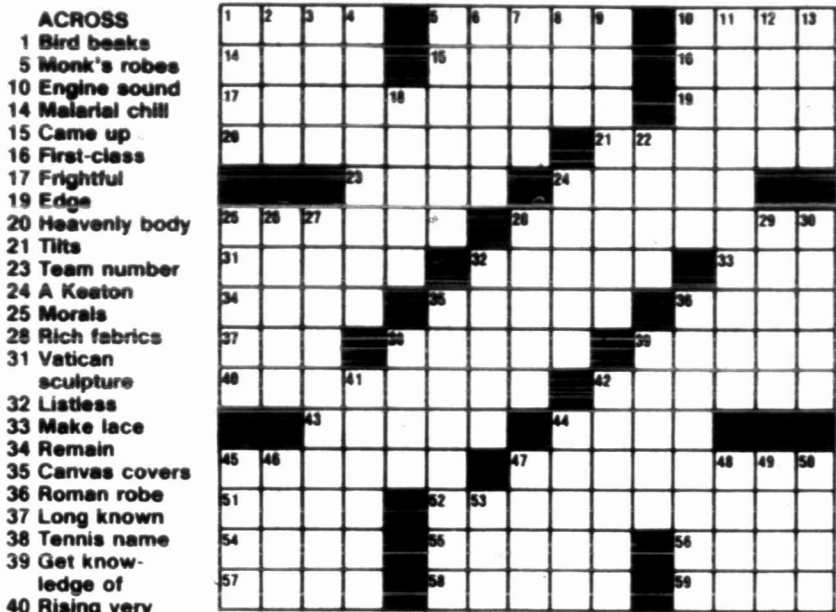 ACROSS
1 Bird beaks
5 Monk's robes
10 Engine sound
14 Malarial chill
15 Came up
16 First-class
17 Frightful
19 Edge
20 Heavenly body
21 Tilts
23 Team number
24 A Keaton
25 Morals
28 Rich fabrics
31 Vatican
sculpture
32 Listless
33 Make lace
34 Remain
35 Canvas covers
36 Roman robe
37 Long known
38 Tennis name
39 Get know-
ledge of
40 Rising very
1 2 3 4 5 6 7 8 9 10 11 12 13
14 15 16
17 18 19
20 21 22
23 24
25 26 27 28 29 30
31 32 33
34 35 36
37 38 39
40 41 42
43 44
45 46 47 48 49 50
51 52 53
54 55 56
57 58 59